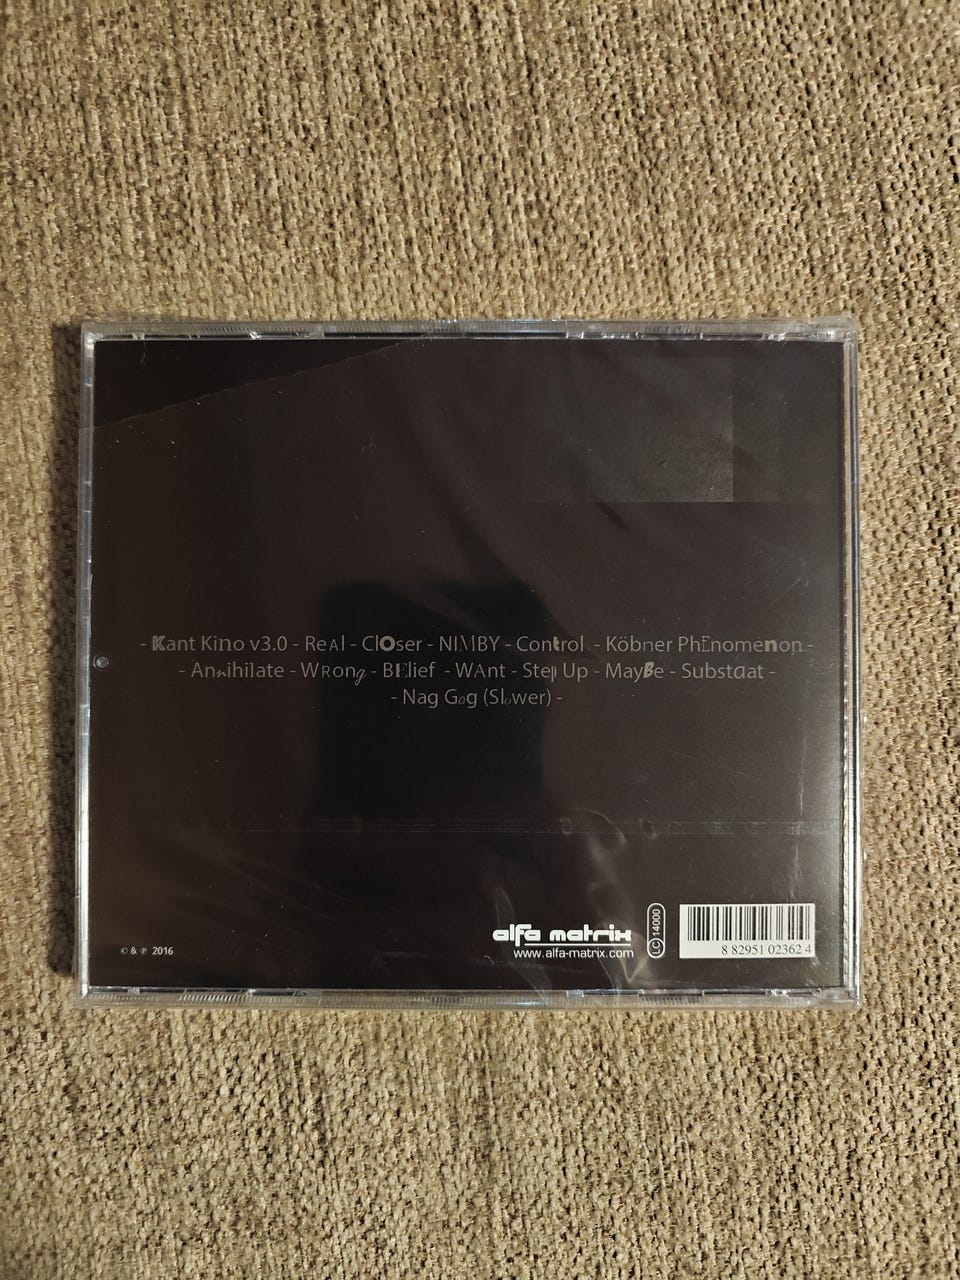 - Kant Kino v3.0 - ReAl - ClOser - NIMBY - Control - Köbner PhEnomenon -
- Annihilate - WRong - BElief - WAnt - Step Up - MayBe - Substaat -
- Nag Gog (Slower) -
© & ℗ 2016
alfa matrix
www.alfa-matrix.com
LC 14000
8 82951 02362 4